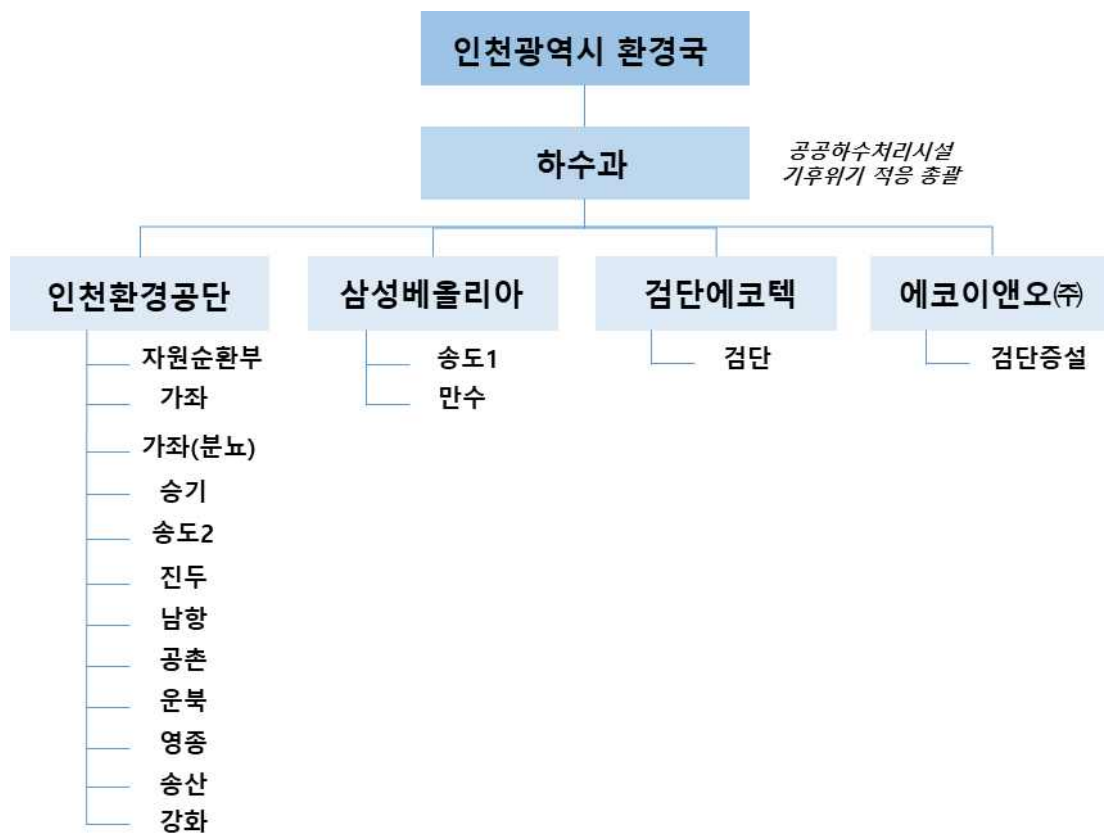 인천광역시 환경국
하수과
공공하수처리시설
기후위기 적응 총괄
인천환경공단
자원순환부
가좌
가좌(분뇨)
승기
송도2
진두
남항
공촌
운북
영종
송산
강화
삼성베올리아
송도1
만수
검단에코텍
검단
에코이앤오㈜
검단증설